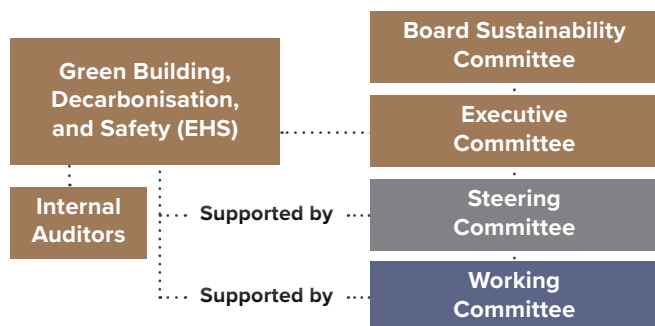 Green Building,
Decarbonisation,
and Safety (EHS)
Internal
Auditors
Supported by
Supported by
Board Sustainability
Committee
Executive
Committee
Steering
Committee
Working
Committee